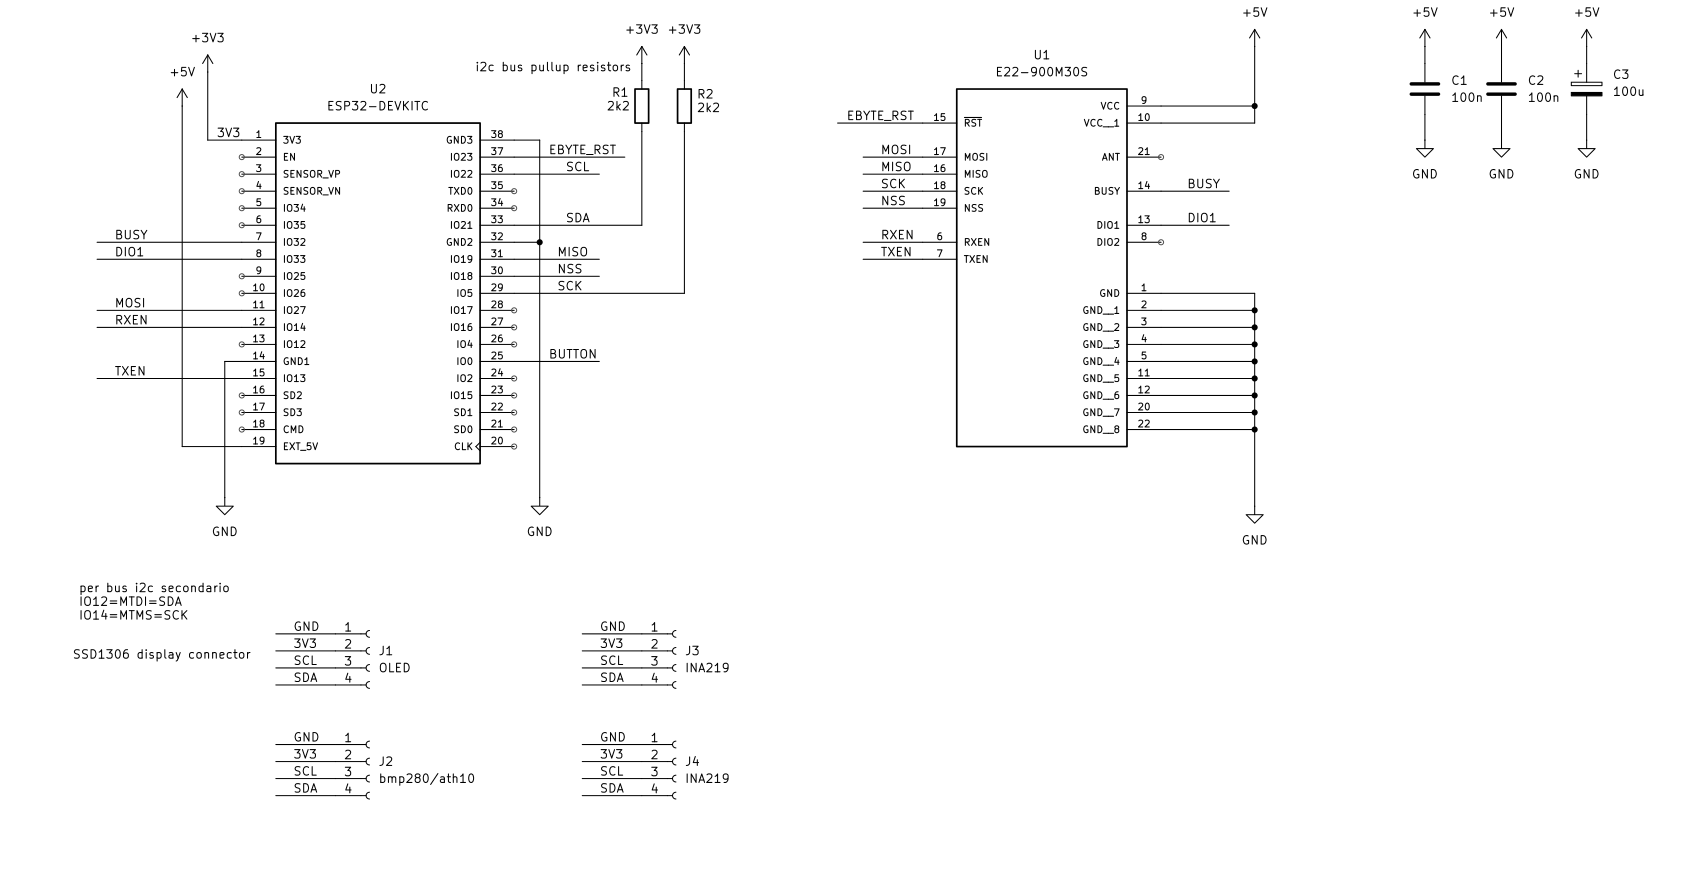 +3V3
+5V
U2
ESP32-DEVKITC
i2c bus pullup resistors
+3V3
+3V3
R1
2k2
R2
2k2
3V3
1 3V3
2 EN
3 SENSOR_VP
4 SENSOR_VN
5 IO34
6 IO35
BUSY 7 IO32
DIO1 8 IO33
9 IO25
10 IO26
MOSI 11 IO27
RXEN 12 IO14
13 IO12
14 GND1
TXEN 15 IO13
16 SD2
17 SD3
18 CMD
19 EXT_5V
GND3 38
IO23 37 EBYTE_RST
IO22 36 SCL
TXD0 35
RXD0 34
IO21 33 SDA
GND2 32
IO19 31 MISO
IO18 30 NSS
IO5 29 SCK
IO17 28
IO16 27
IO4 26
IO0 25 BUTTON
IO2 24
IO15 23
SD1 22
SD0 21
CLK 20
GND
GND
U1
E22-900M30S
+5V
EBYTE_RST 15 RST
MOSI 17 MOSI
MISO 16 MISO
SCK 18 SCK
NSS 19 NSS
RXEN 6 RXEN
TXEN 7 TXEN
VCC 9
VCC__1 10
ANT 21
BUSY 14 BUSY
DIO1 13 DIO1
DIO2 8
GND 1
GND__1 2
GND__2 3
GND__3 4
GND__4 5
GND__5 11
GND__6 12
GND__7 20
GND__8 22
GND
+5V
C1
100n
GND
+5V
C2
100n
GND
+5V
+
C3
100u
GND
per bus i2c secondario
IO12=MTDI=SDA
IO14=MTMS=SCK
SSD1306 display connector
GND 1
3V3 2
SCL 3
SDA 4
J1
OLED
GND 1
3V3 2
SCL 3
SDA 4
J3
INA219
GND 1
3V3 2
SCL 3
SDA 4
J2
bmp280/ath10
GND 1
3V3 2
SCL 3
SDA 4
J4
INA219